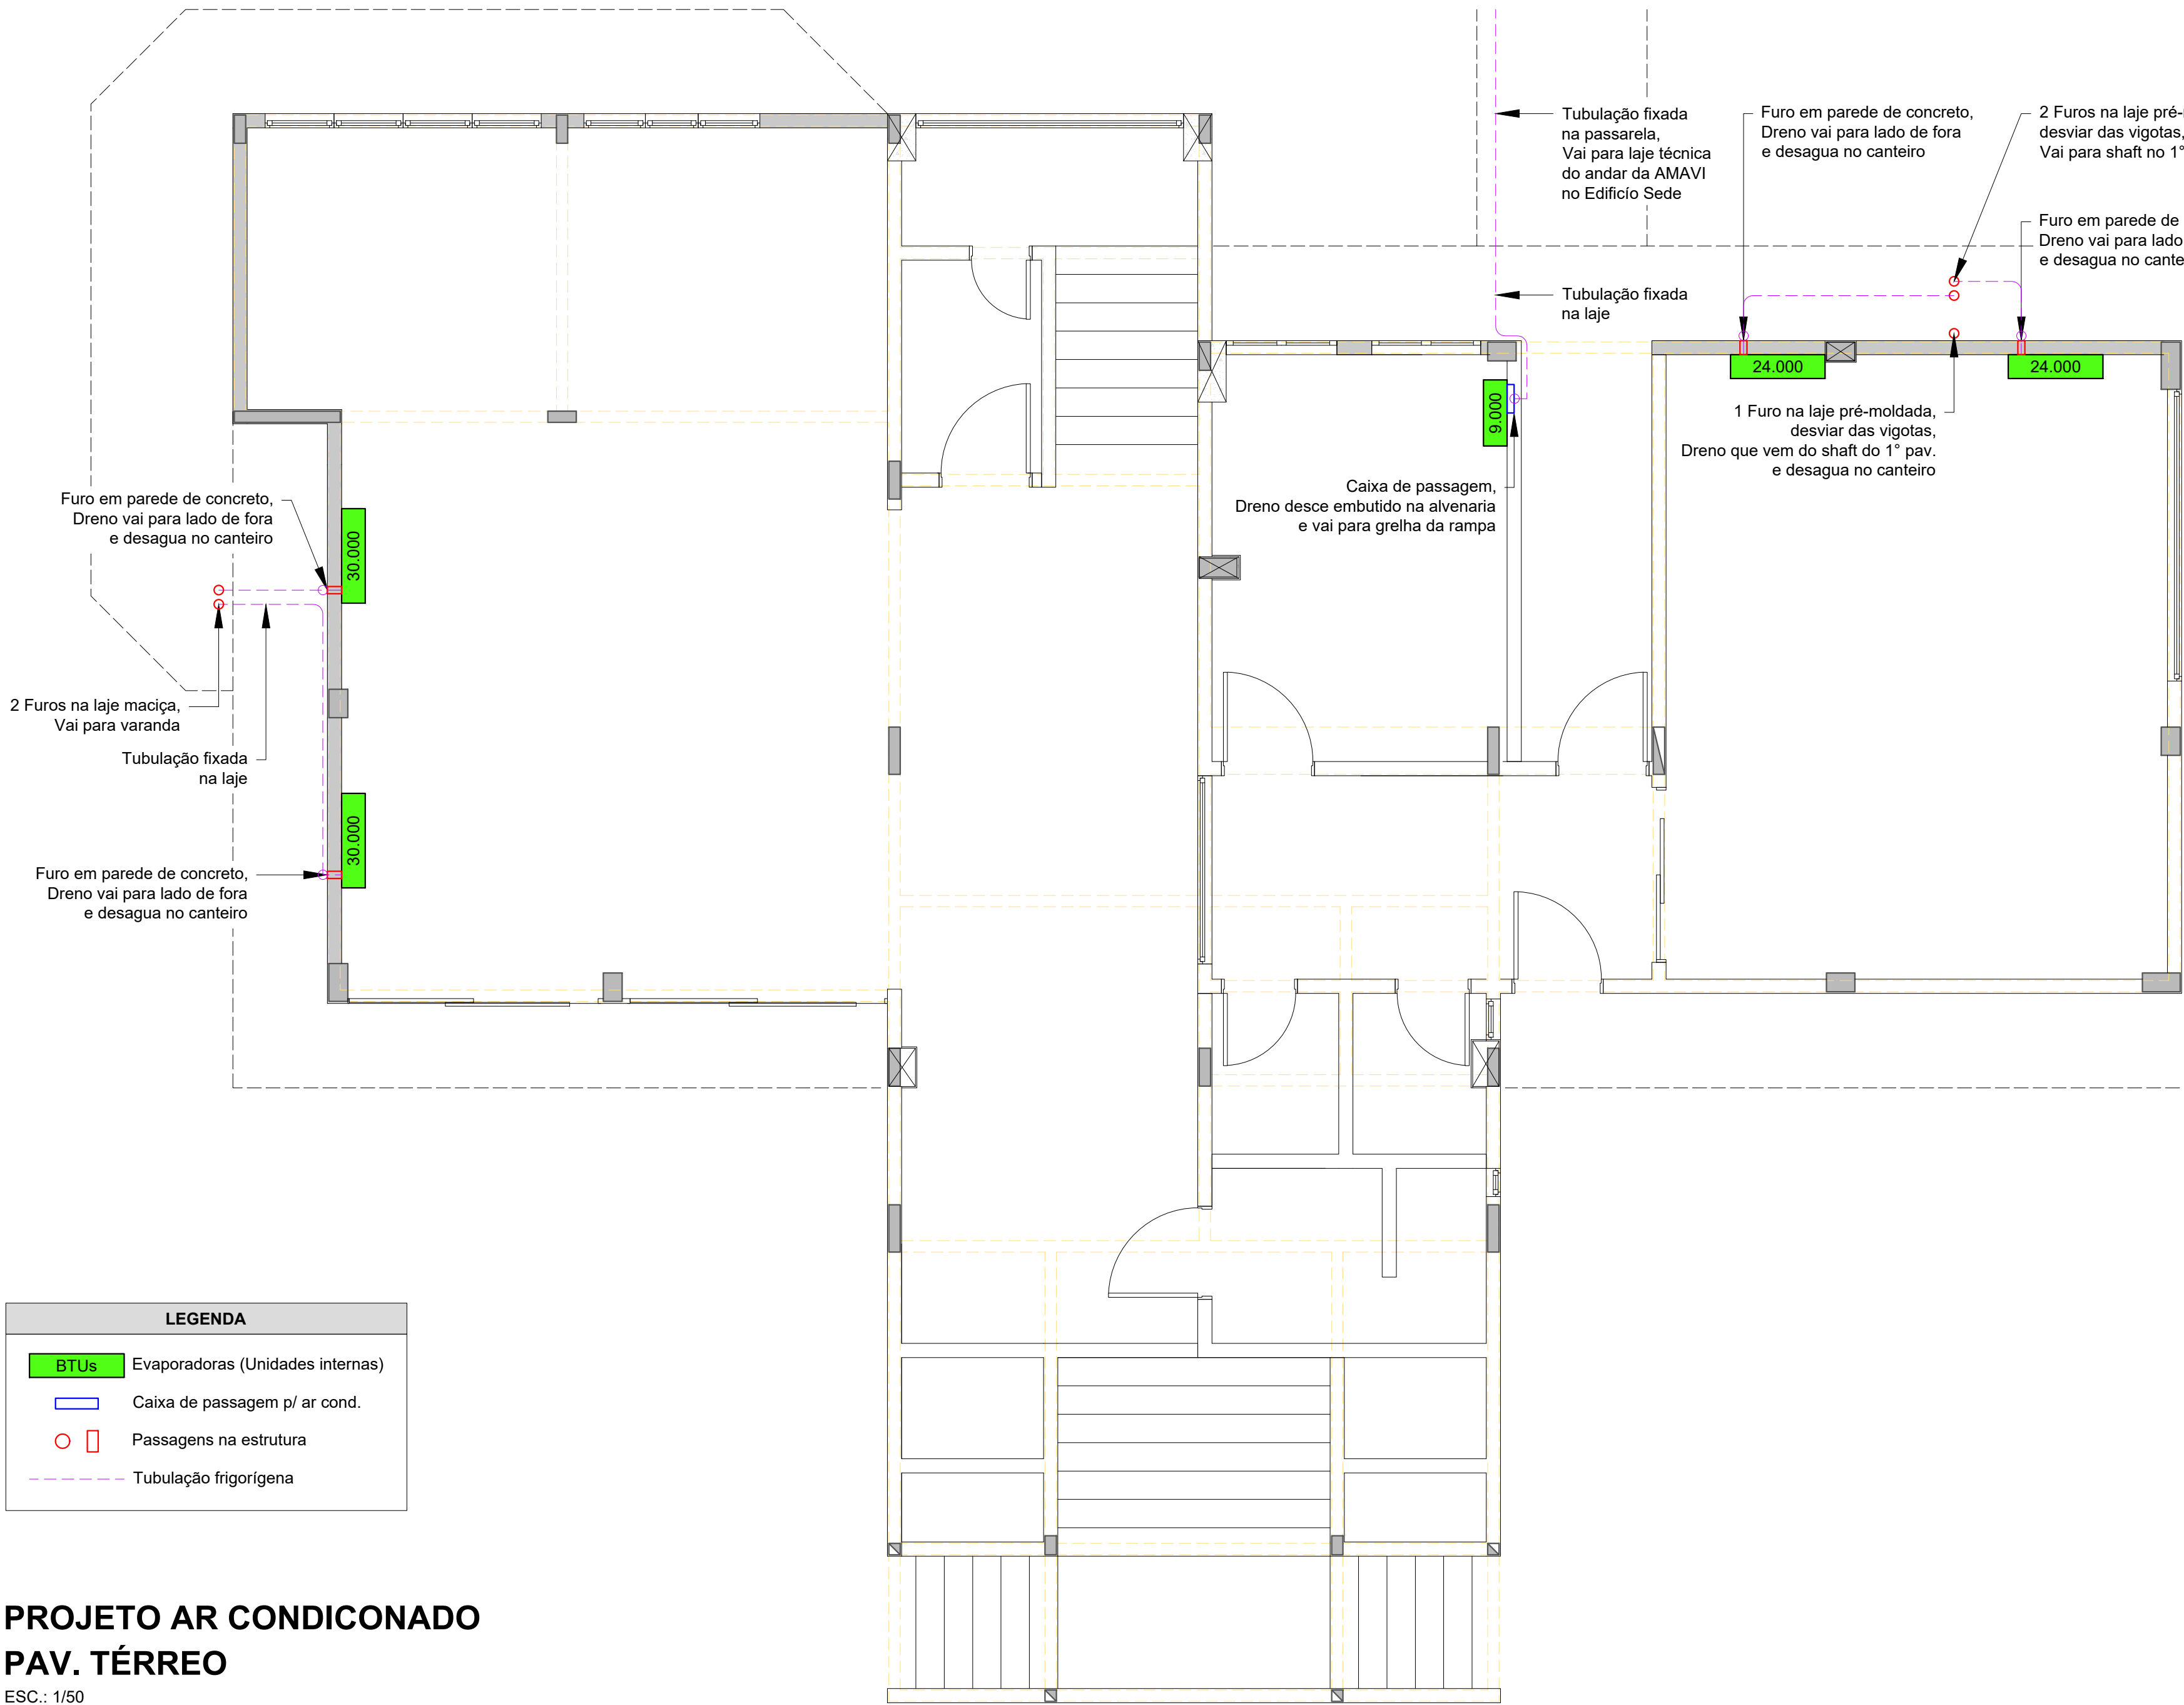 Tubulação fixada
na passarela,
Vai para laje técnica
do andar da AMAVI
no Edificío Sede
Furo em parede de concreto,
Dreno vai para lado de fora
e desagua no canteiro
2 Furos na laje pré-
desviar das vigotas,
Vai para shaft no 1°
Furo em parede de
Dreno vai para lado
e desagua no cante
Tubulação fixada
na laje
24.000
24.000
9.000
1 Furo na laje pré-moldada,
desviar das vigotas,
Dreno que vem do shaft do 1° pav.
e desagua no canteiro
Caixa de passagem,
Dreno desce embutido na alvenaria
e vai para grelha da rampa
Furo em parede de concreto,
Dreno vai para lado de fora
e desagua no canteiro
30.000
2 Furos na laje maciça,
Vai para varanda
Tubulação fixada
na laje
30.000
Furo em parede de concreto,
Dreno vai para lado de fora
e desagua no canteiro
LEGENDA
BTUs Evaporadoras (Unidades internas)
Caixa de passagem p/ ar cond.
Passagens na estrutura
Tubulação frigorígena
PROJETO AR CONDICONADO
PAV. TÉRREO
ESC.: 1/50